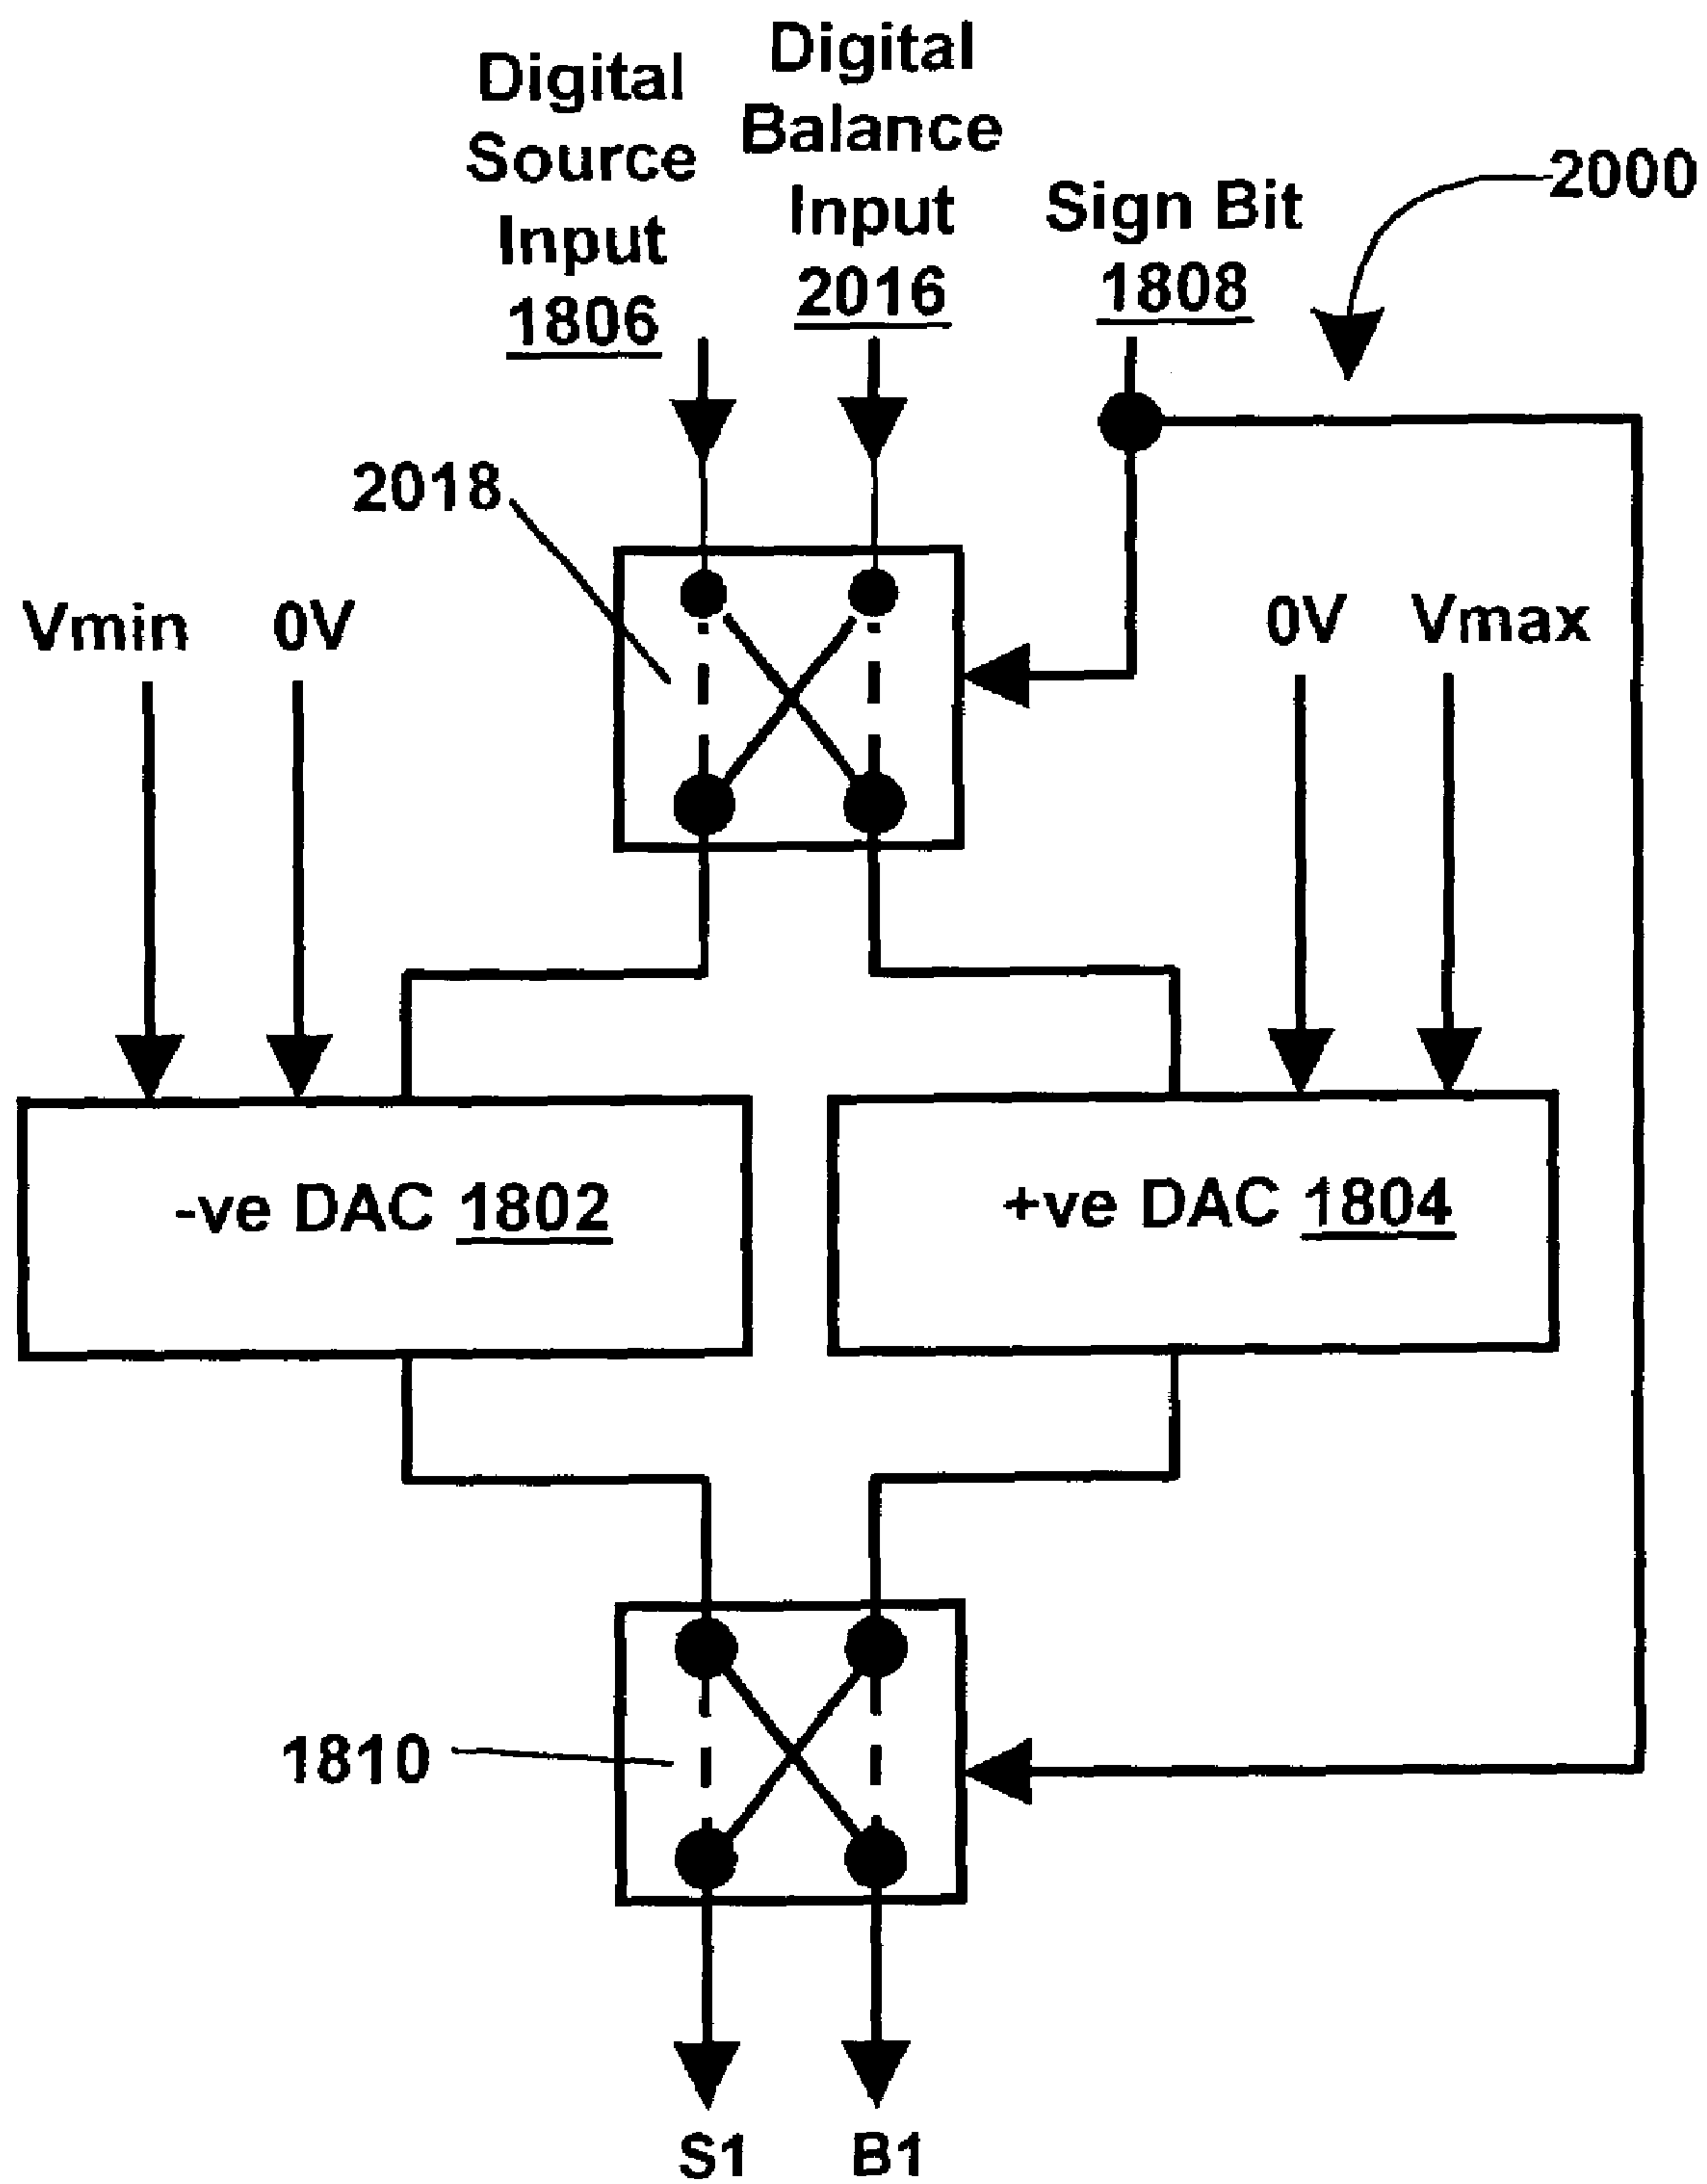 Digital
Source
Input
1806
Digital
Balance
Input
2016
Sign Bit
1808
2000
2018
Vmin
0V
0V
Vmax
-ve DAC 1802
+ve DAC 1804
1810
S1
B1